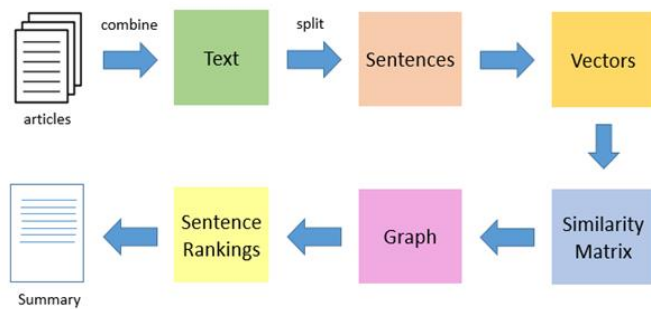 combine
split
Text
Sentences
Vectors
articles
Similarity
Matrix
Graph
Sentence
Rankings
Summary